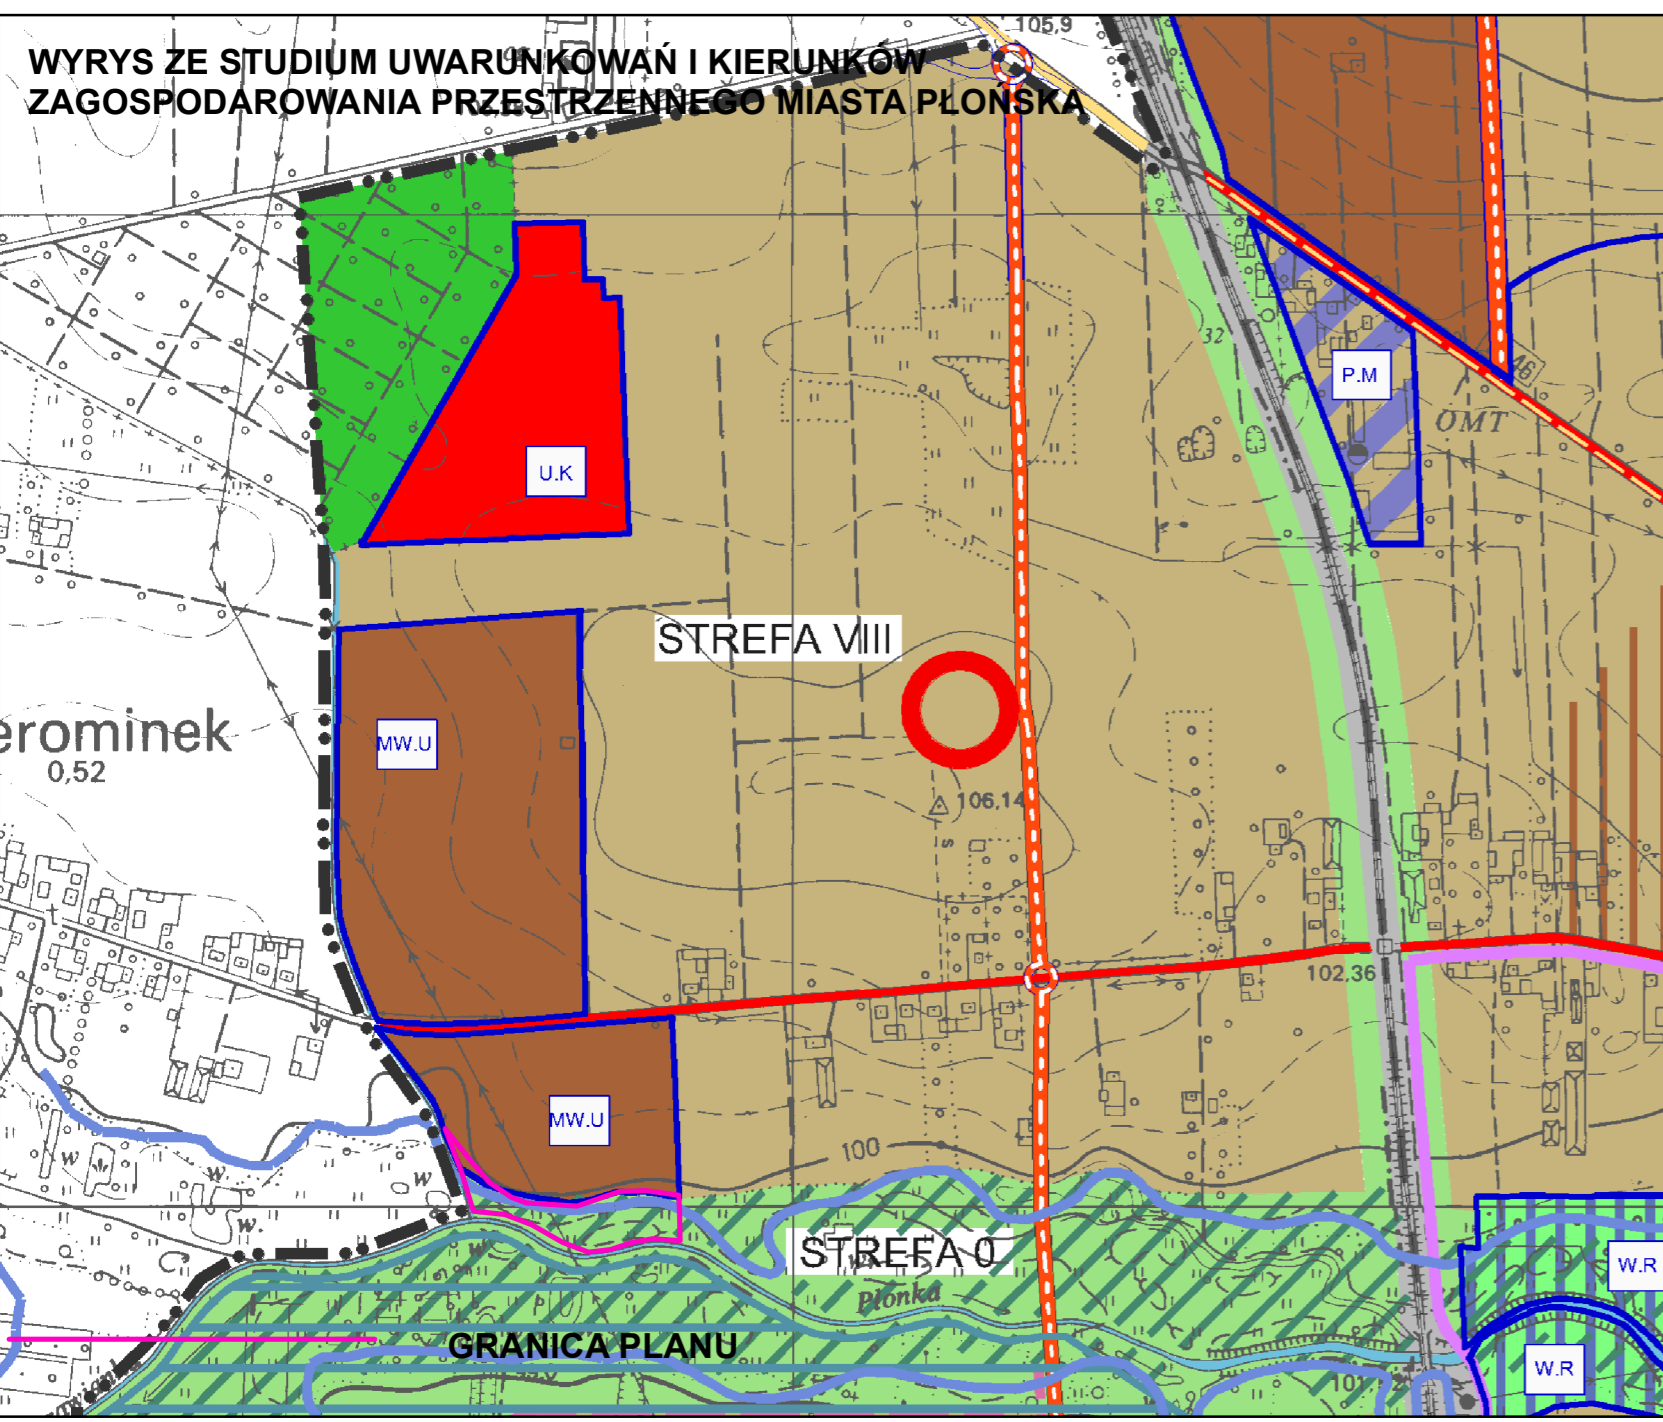 105,9
WYRYS ZE STUDIUM UWARUNKOWAŃ I KIERUNKÓW
ZAGOSPODAROWANIA PRZESTRZENNEGO MIASTA PŁOŃSKA
32
P.M
OMT
U.K
STREFA VIII
erominek
0,52
MW.U
106,14
s
102,36
MW.U
100
w
w
w
w.
w
STREFA 0
W.R
Płonka
GRANICA PLANU
W.R